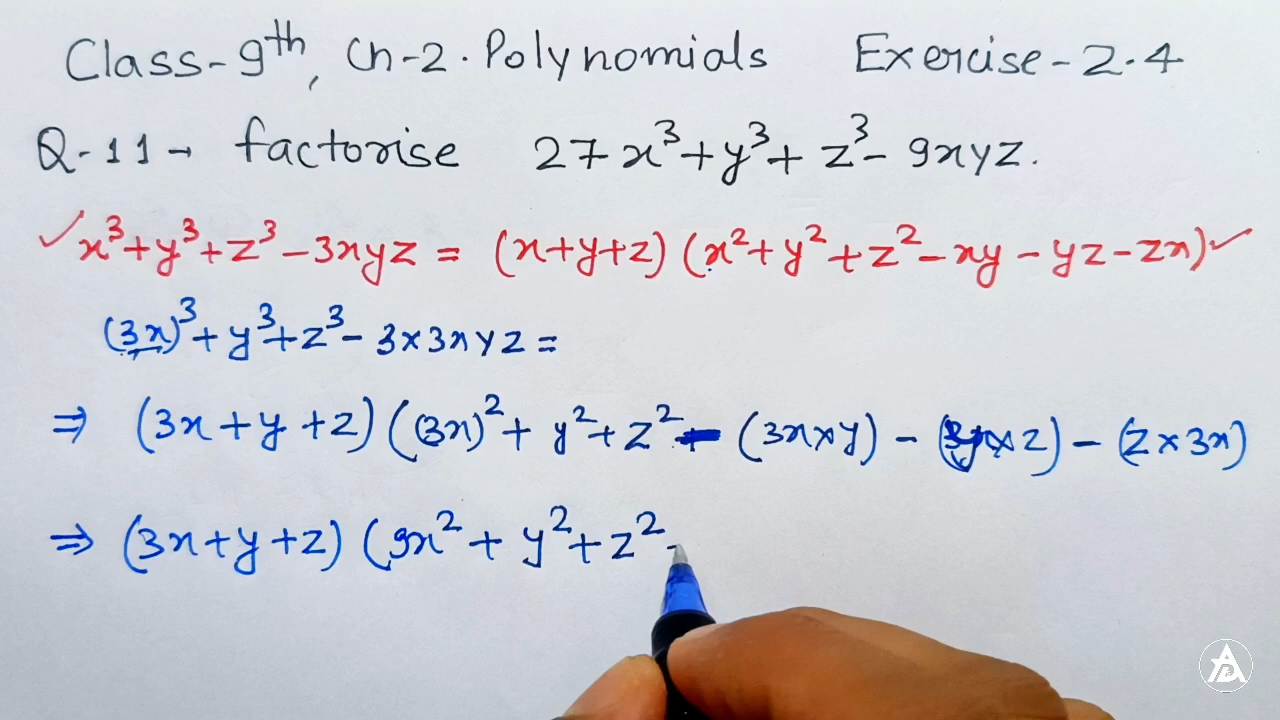 Class-9th, Ch-2. Polynomials Exercise-2.4
Q-11→ factorise 27x³+y³+z³-9xyz.
✓x³+y³+z³-3xyz = (x+y+z) (x²+y²+z²-xy-yz-zx)✓
(3x)³+y³+z³-3×3xyz=
⇒ (3x+y+z) ((3x)²+y²+z²-(3x×y)-(y×z)-(z×3x)
⇒ (3x+y+z) (9x²+y²+z²-